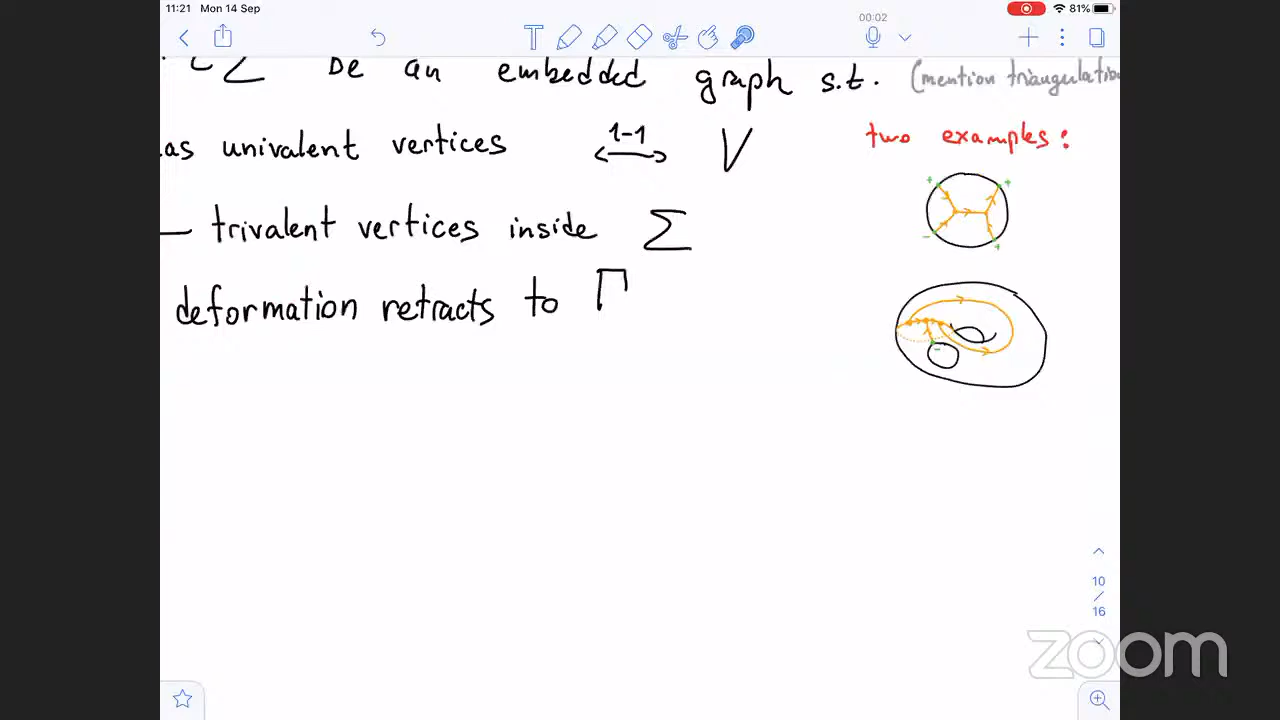 11:21 Mon 14 Sep
81%
00:02
T
Σ be an embedded graph s.t. (mention triangulation
as univalent vertices 1-1 V
two examples:
+ +
- trivalent vertices inside Σ
- +
deformation retracts to Γ
-
10
/
16
zoom